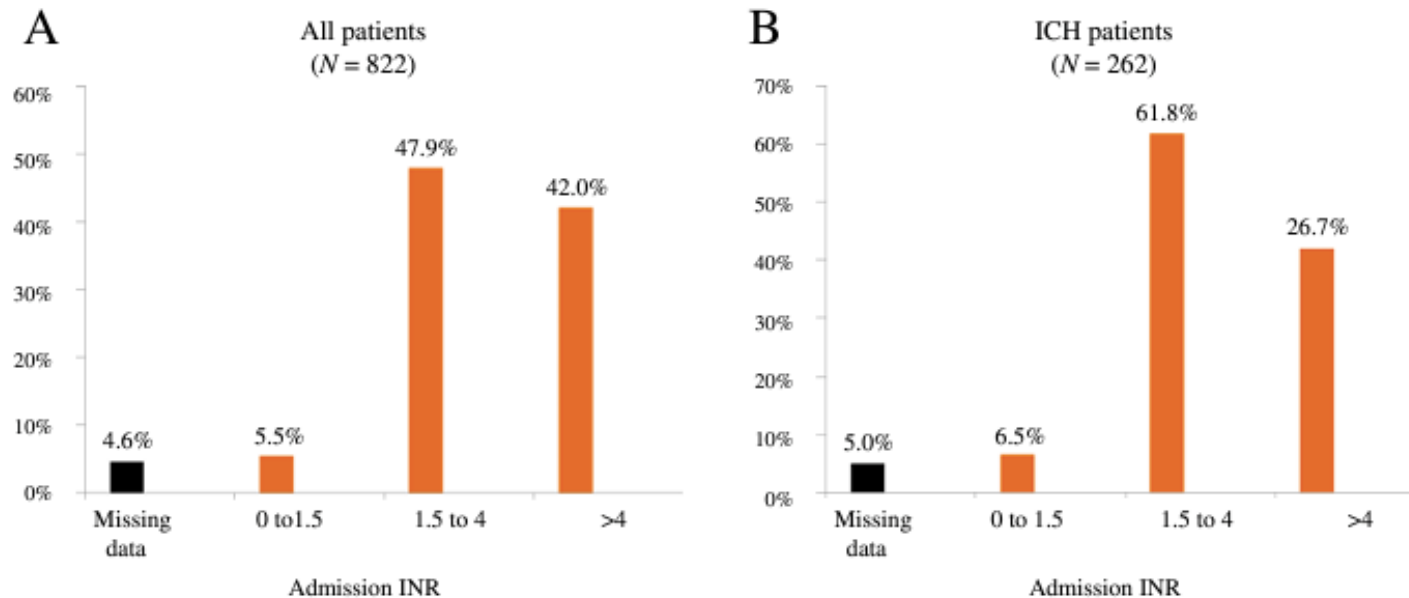 A
All patients
(N = 822)
60%
50%
40%
30%
20%
10%
0%
4.6%
5.5%
47.9%
42.0%
Missing
data
0 to1.5
1.5 to 4
>4
Admission INR
B
ICH patients
(N = 262)
70%
60%
50%
40%
30%
20%
10%
0%
5.0%
6.5%
61.8%
26.7%
Missing
data
0 to 1.5
1.5 to 4
>4
Admission INR